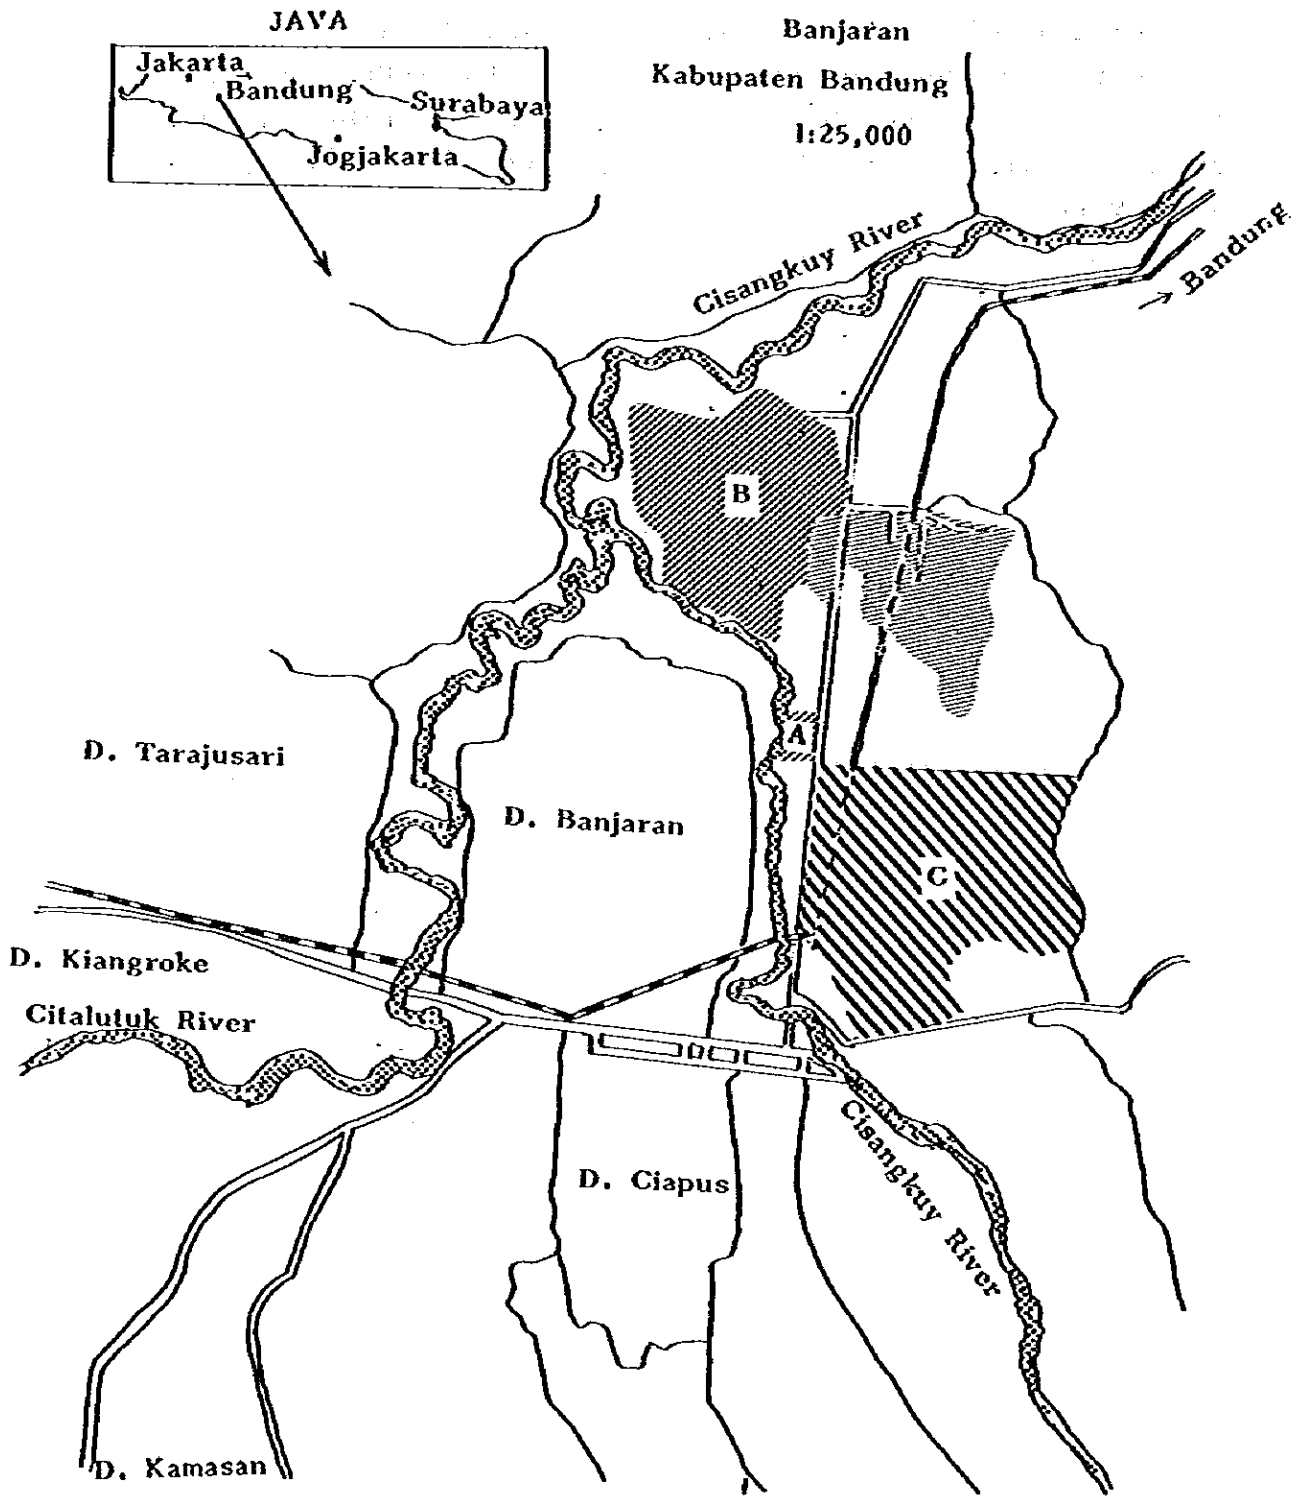 JAVA
Jakarta
Bandung
Surabaya
Jogjakarta
Banjaran
Kabupaten Bandung
1:25,000
Cisangkuy River
→ Bandung
B
A
D. Tarajusari
D. Banjaran
C
D. Kiangroke
Citalutuk River
D. Ciapus
Cisangkuy River
D. Kamasan